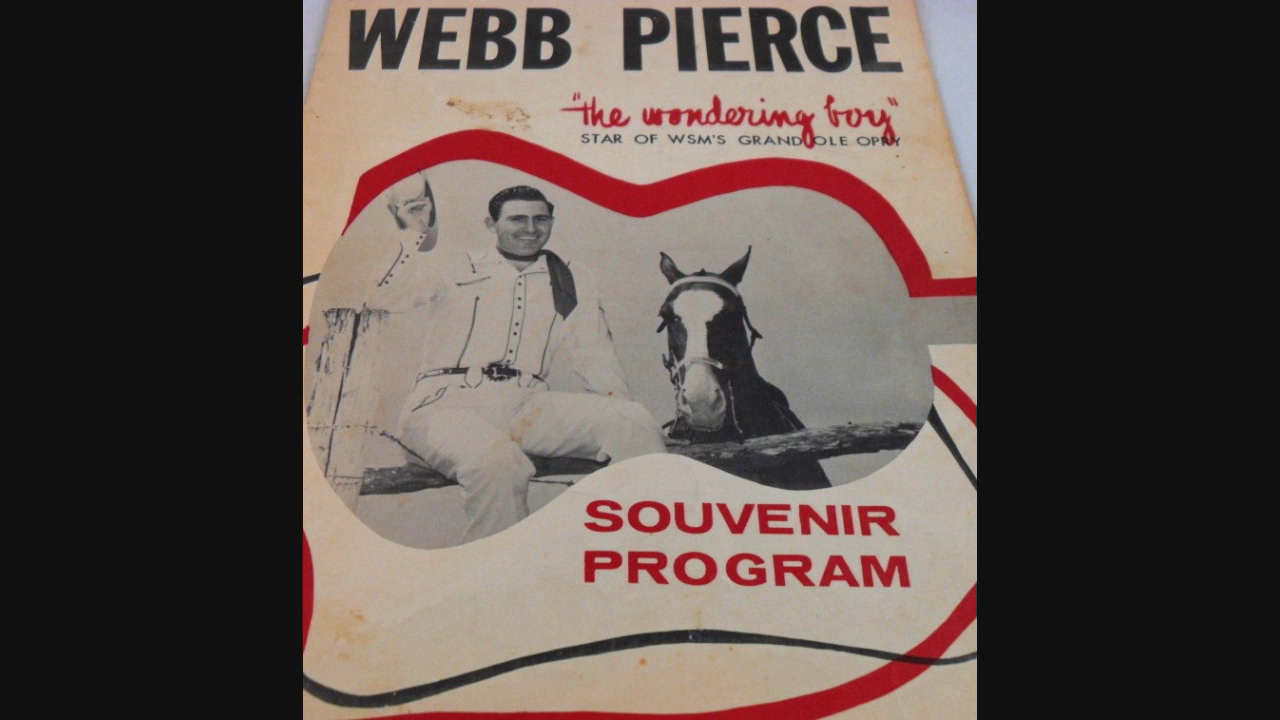 WEBB PIERCE
"the wondering boy"
STAR OF WSM'S GRAND OLE OPRY
SOUVENIR
PROGRAM